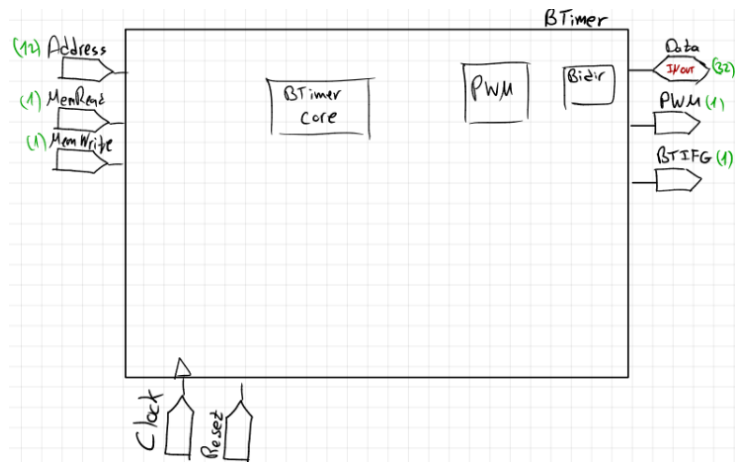 BTimer
(12) Address
(1) MemRead
(1) MemWrite
BTimer
core
PWM
Bidir
Data
IN/OUT (32)
PWM (1)
BTIFG (1)
Clock
Reset